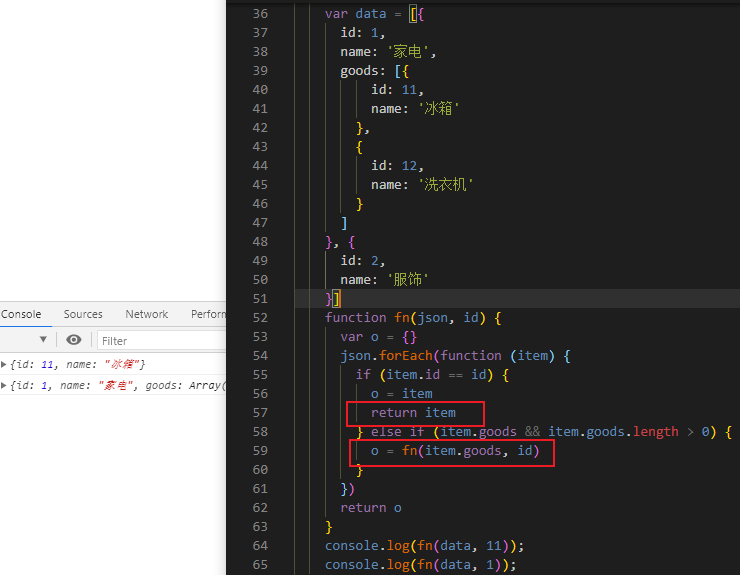 Console Sources Network Perform
Filter
{id: 11, name: "冰箱"}
{id: 1, name: "家电", goods: Array(
36 var data = [{
37 id: 1,
38 name: '家电',
39 goods: [{
40 id: 11,
41 name: '冰箱'
42 },
43 {
44 id: 12,
45 name: '洗衣机'
46 }
47 ]
48 }, {
49 id: 2,
50 name: '服饰'
51 }]
52 function fn(json, id) {
53 var o = {}
54 json.forEach(function (item) {
55 if (item.id == id) {
56 o = item
57 return item
58 } else if (item.goods && item.goods.length > 0) {
59 o = fn(item.goods, id)
60 }
61 })
62 return o
63 }
64 console.log(fn(data, 11));
65 console.log(fn(data, 1));